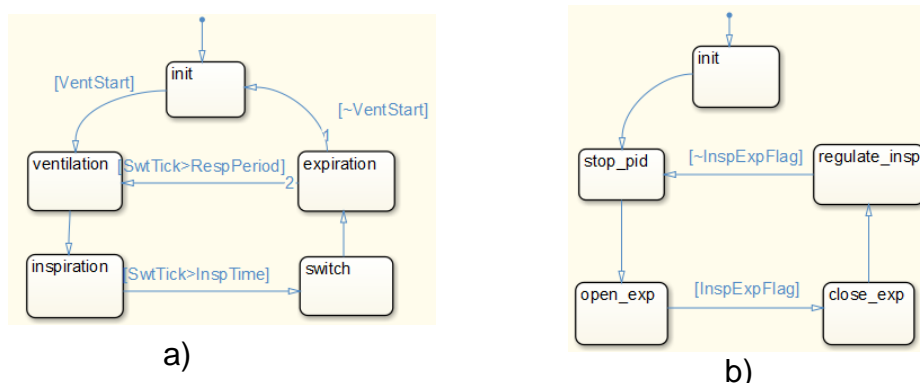 init
[VentStart]
[~VentStart]
1
ventilation
[SwtTick>RespPeriod]
2
expiration
inspiration
[SwtTick>InspTime]
switch
a)
init
stop_pid
[~InspExpFlag]
regulate_insp
open_exp
[InspExpFlag]
close_exp
b)